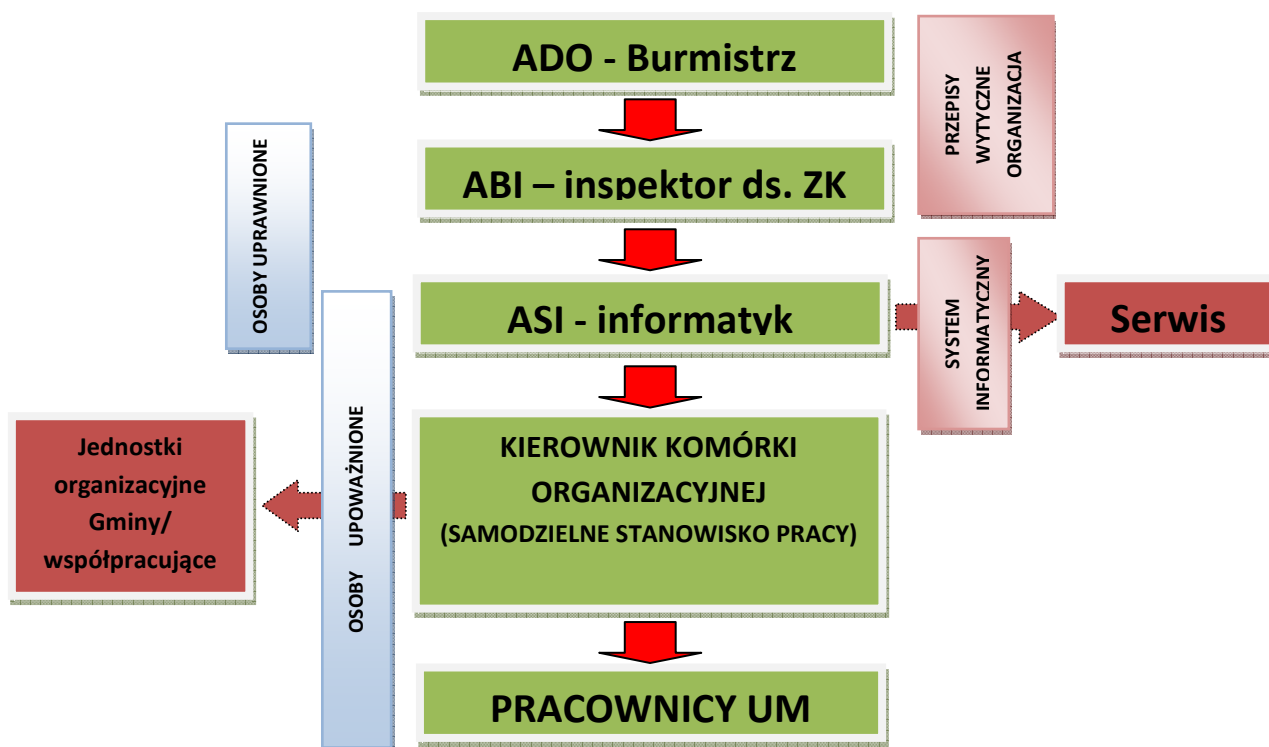 ADO - Burmistrz
PRZEPISY
WYTYCZNE
ORGANIZACJA
OSOBY UPRAWNIONE
ABI – inspektor ds. ZK
ASI - informatyk
SYSTEM
INFORMATYCZNY
Serwis
OSOBY UPOWAŻNIONE
Jednostki
organizacyjne
Gminy/
współpracujące
KIEROWNIK KOMÓRKI
ORGANIZACYJNEJ
(SAMODZIELNE STANOWISKO PRACY)
PRACOWNICY UM